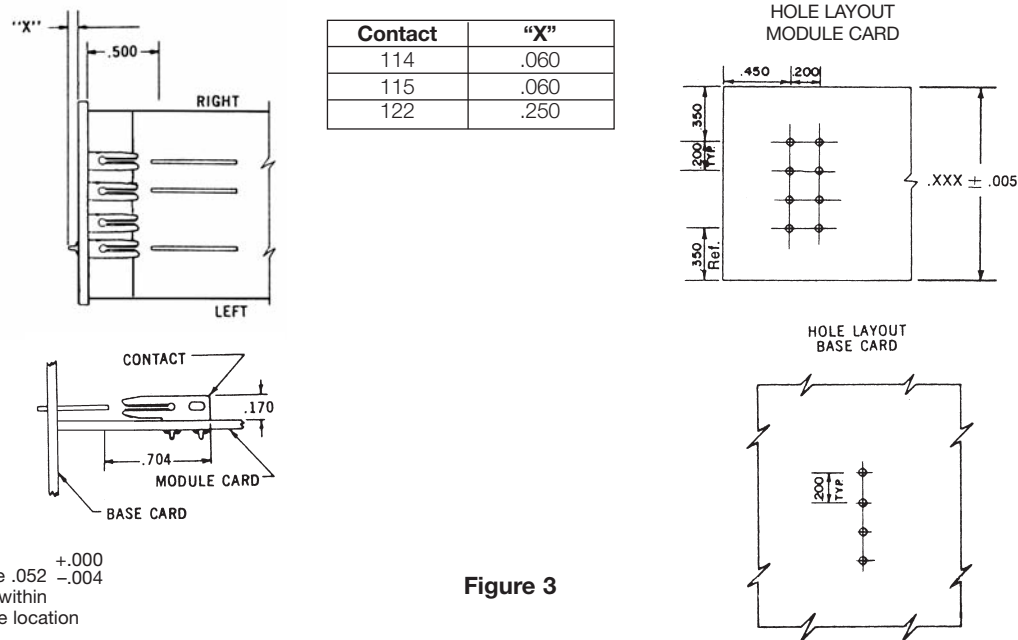 "X"
.500
RIGHT
LEFT
Contact "X"
114 .060
115 .060
122 .250
HOLE LAYOUT
MODULE CARD
.450 .200
.350
.200
TYP.
.350
Ref.
.XXX ± .005
CONTACT
.170
.704
MODULE CARD
BASE CARD
HOLE LAYOUT
BASE CARD
.200
TYP.
+.000
.052 –.004
within
location
Figure 3